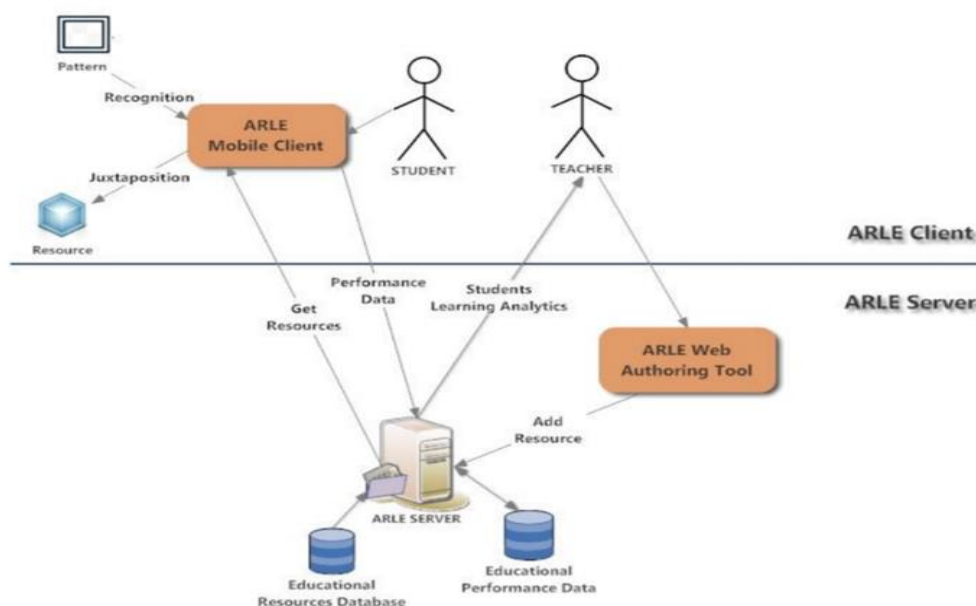 Pattern
Recognition
ARLE
Mobile Client
Juxtaposition
Resource
STUDENT
TEACHER
ARLE Client
ARLE Server
Performance
Data
Students
Learning Analytics
Get
Resources
ARLE Web
Authoring Tool
Add
Resource
ARLE SERVER
Educational
Resources Database
Educational
Performance Data